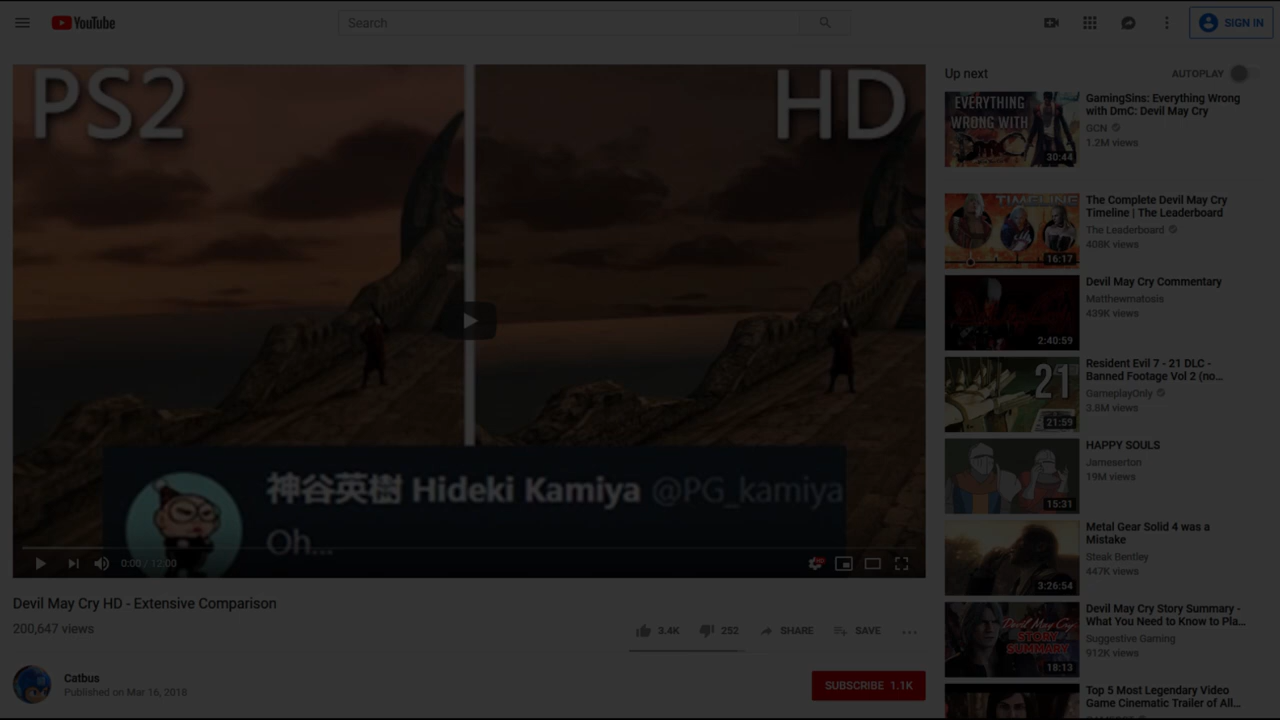 YouTube
Search
SIGN IN
PS2
HD
神谷英樹 Hideki Kamiya @PG_kamiya
Oh...
0:00 / 12:00
Devil May Cry HD - Extensive Comparison
200,647 views
3.4K
252
SHARE
SAVE
Catbus
Published on Mar 16, 2018
SUBSCRIBE 1.1K
Up next
AUTOPLAY
EVERYTHING
WRONG WITH
DmC
30:44
GamingSins: Everything Wrong
with DmC: Devil May Cry
GCN
1.2M views
16:17
The Complete Devil May Cry
Timeline | The Leaderboard
The Leaderboard
408K views
2:40:59
Devil May Cry Commentary
Matthewmatosis
439K views
21
21:59
Resident Evil 7 - 21 DLC -
Banned Footage Vol 2 (no...
GameplayOnly
3.8M views
15:31
HAPPY SOULS
Jameserton
19M views
3:26:54
Metal Gear Solid 4 was a
Mistake
Steak Bentley
447K views
Devil May Cry
STORY
SUMMARY
18:13
Devil May Cry Story Summary -
What You Need to Know to Pla...
Suggestive Gaming
912K views
Top 5 Most Legendary Video
Game Cinematic Trailer of All...